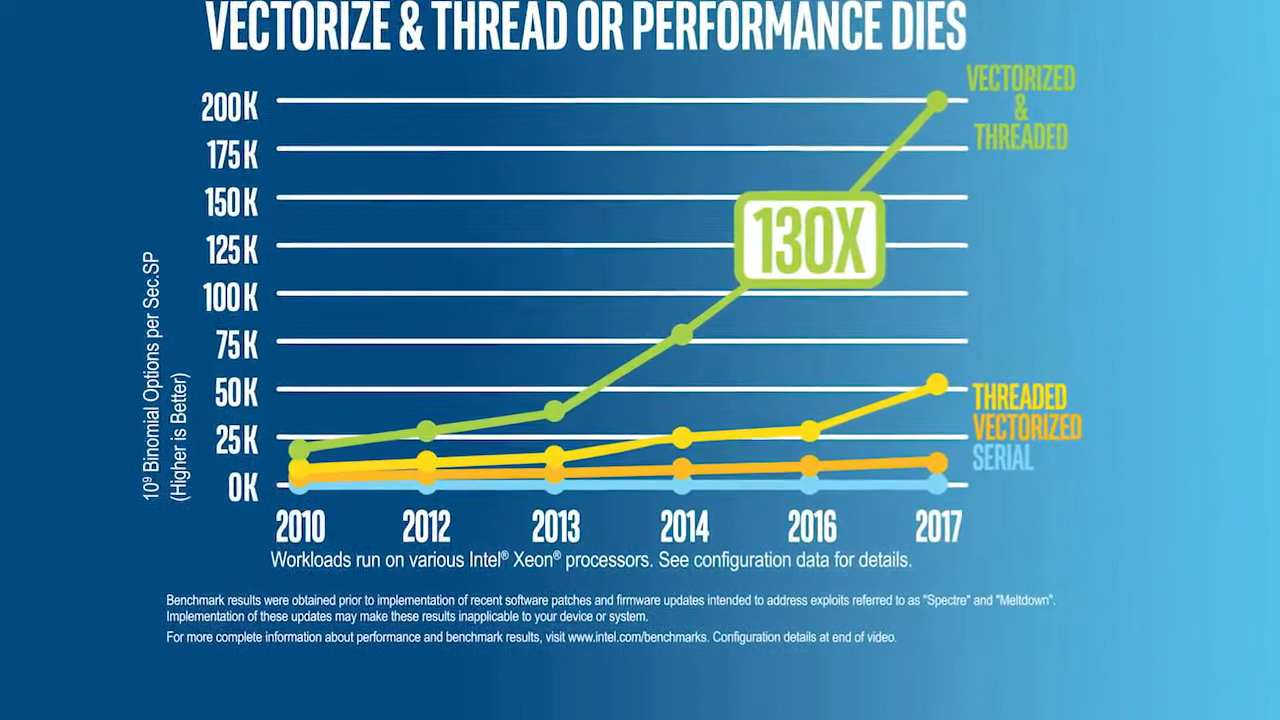 VECTORIZE & THREAD OR PERFORMANCE DIES
VECTORIZED
&
THREADED
200K
175K
150K
125K
100K
75K
50K
25K
0K
130X
10⁹ Binomial Options per Sec.SP
(Higher is Better)
THREADED
VECTORIZED
SERIAL
2010 2012 2013 2014 2016 2017
Workloads run on various Intel® Xeon® processors. See configuration data for details.
Benchmark results were obtained prior to implementation of recent software patches and firmware updates intended to address exploits referred to as "Spectre" and "Meltdown".
Implementation of these updates may make these results inapplicable to your device or system.
For more complete information about performance and benchmark results, visit www.intel.com/benchmarks. Configuration details at end of video.